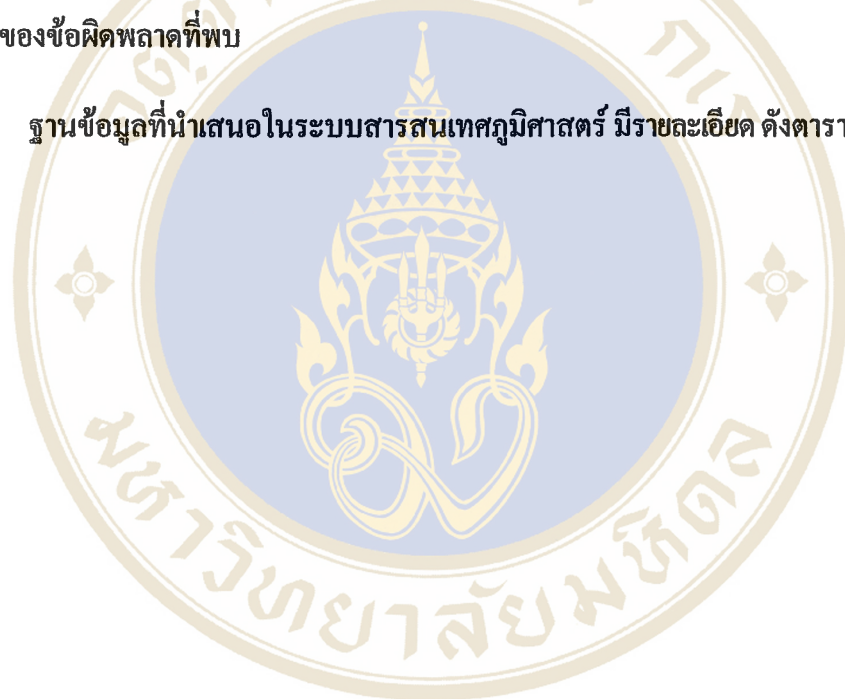 ของข้อผิดพลาดที่พบ
ฐานข้อมูลที่นำเสนอในระบบสารสนเทศภูมิศาสตร์ มีรายละเอียด ดังตารา
มหาวิทยาลัยมหิดล